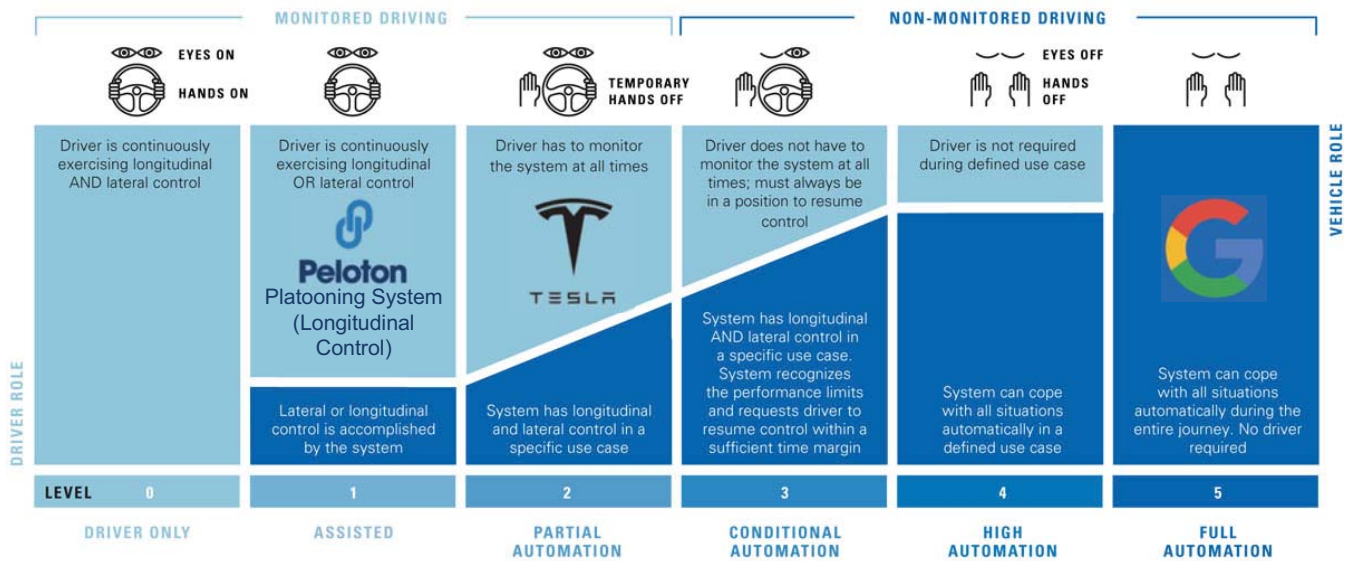 MONITORED DRIVING
NON-MONITORED DRIVING
EYES ON
HANDS ON
TEMPORARY
HANDS OFF
EYES OFF
HANDS
OFF
Driver is continuously
exercising longitudinal
AND lateral control
Driver is continuously
exercising longitudinal
OR lateral control
Peloton
Platooning System
(Longitudinal
Control)
Lateral or longitudinal
control is accomplished
by the system
Driver has to monitor
the system at all times
TESLA
System has longitudinal
and lateral control in a
specific use case
Driver does not have to
monitor the system at all
times; must always be
in a position to resume
control
System has longitudinal
AND lateral control in
a specific use case.
System recognizes
the performance limits
and requests driver to
resume control within a
sufficient time margin
Driver is not required
during defined use case
System can cope
with all situations
automatically in a
defined use case
G
System can cope
with all situations
automatically during the
entire journey. No driver
required
DRIVER ROLE
VEHICLE ROLE
LEVEL 0
1
2
3
4
5
DRIVER ONLY
ASSISTED
PARTIAL
AUTOMATION
CONDITIONAL
AUTOMATION
HIGH
AUTOMATION
FULL
AUTOMATION